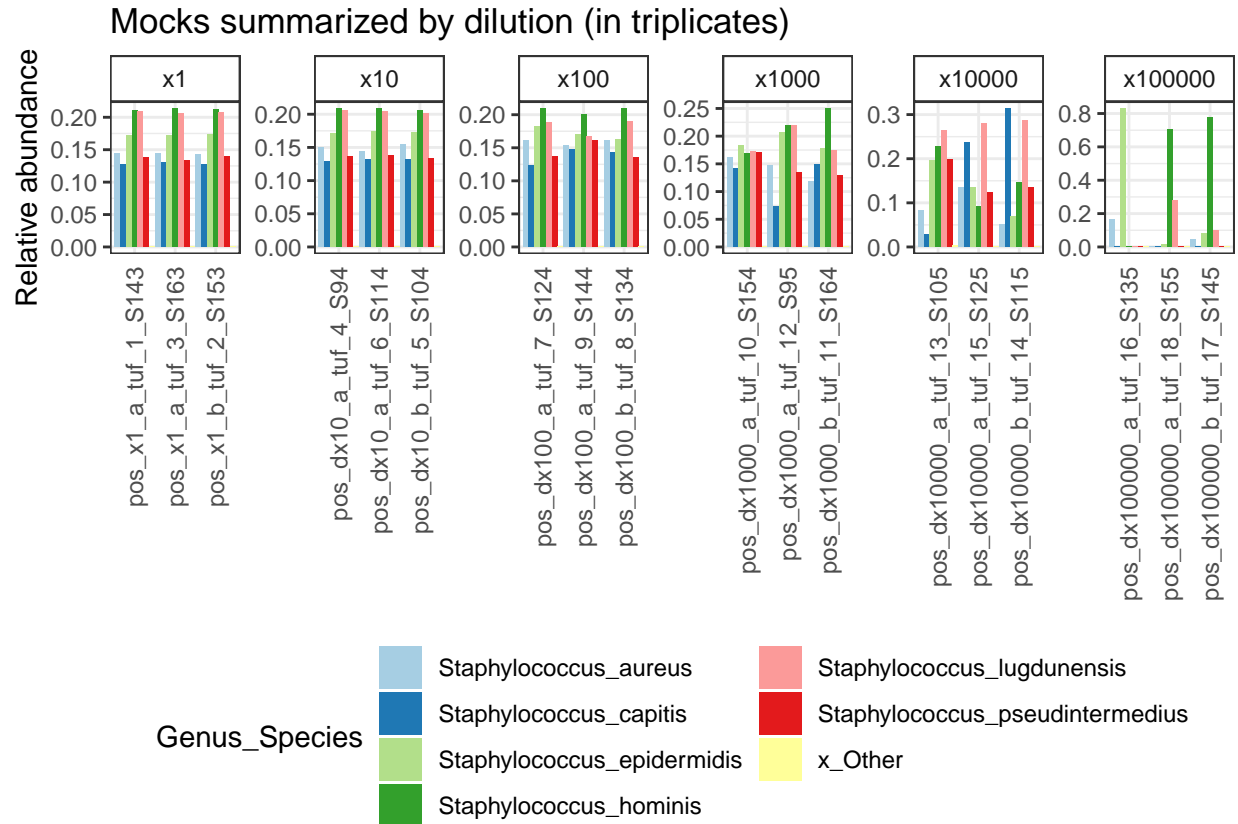 Mocks summarized by dilution (in triplicates)
Relative abundance
x1
x10
x100
x1000
x10000
x100000
0.20
0.15
0.10
0.05
0.00
0.20
0.15
0.10
0.05
0.00
0.20
0.15
0.10
0.05
0.00
0.25
0.20
0.15
0.10
0.05
0.00
0.3
0.2
0.1
0.0
0.8
0.6
0.4
0.2
0.0
pos_x1_a_tuf_1_S143
pos_x1_a_tuf_3_S163
pos_x1_b_tuf_2_S153
pos_dx10_a_tuf_4_S94
pos_dx10_a_tuf_6_S114
pos_dx10_b_tuf_5_S104
pos_dx100_a_tuf_7_S124
pos_dx100_a_tuf_9_S144
pos_dx100_b_tuf_8_S134
pos_dx1000_a_tuf_10_S154
pos_dx1000_a_tuf_12_S95
pos_dx1000_b_tuf_11_S164
pos_dx10000_a_tuf_13_S105
pos_dx10000_a_tuf_15_S125
pos_dx10000_b_tuf_14_S115
pos_dx100000_a_tuf_16_S135
pos_dx100000_a_tuf_18_S155
pos_dx100000_b_tuf_17_S145
Genus_Species
Staphylococcus_aureus
Staphylococcus_capitis
Staphylococcus_epidermidis
Staphylococcus_hominis
Staphylococcus_lugdunensis
Staphylococcus_pseudintermedius
x_Other